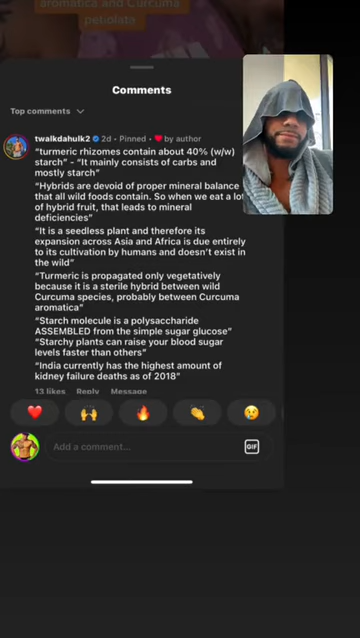 aromatica and Curcuma
petiolata
Comments
Top comments
twalkdahulk2 2d • Pinned • by author
“turmeric rhizomes contain about 40% (w/w)
starch” - “It mainly consists of carbs and
mostly starch”
“Hybrids are devoid of proper mineral balance
that all wild foods contain. So when we eat a lot
of hybrid fruit, that leads to mineral
deficiencies”
“It is a seedless plant and therefore its
expansion across Asia and Africa is due entirely
to its cultivation by humans and doesn’t exist in
the wild”
“Turmeric is propagated only vegetatively
because it is a sterile hybrid between wild
Curcuma species, probably between Curcuma
aromatica”
“Starch molecule is a polysaccharide
ASSEMBLED from the simple sugar glucose”
“Starchy plants can raise your blood sugar
levels faster than others”
“India currently has the highest amount of
kidney failure deaths as of 2018”
13 likes Reply Message
Add a comment...
GIF